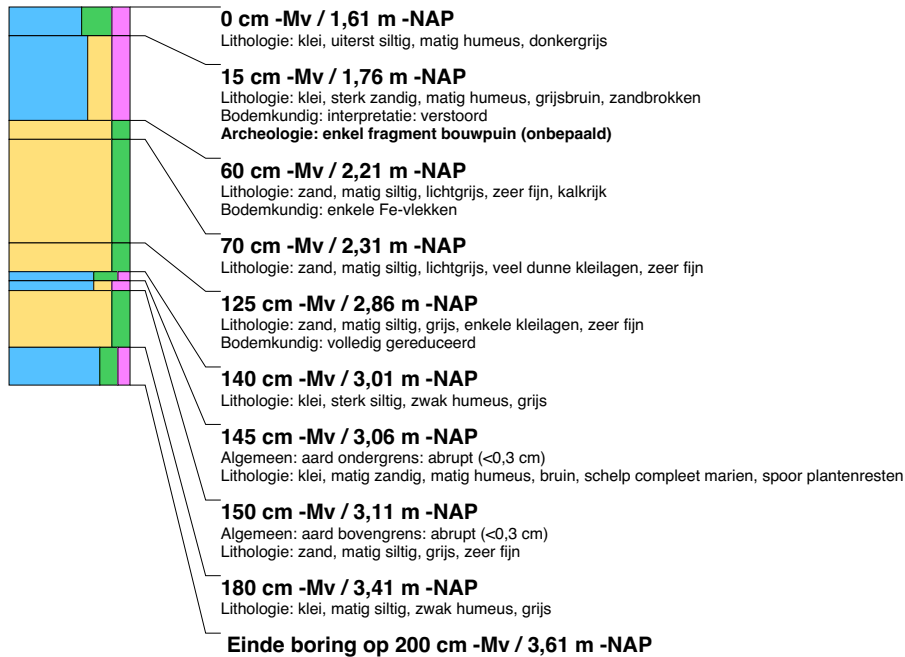 0 cm -Mv / 1,61 m -NAP
Lithologie: klei, uiterst siltig, matig humeus, donkergrijs
15 cm -Mv / 1,76 m -NAP
Lithologie: klei, sterk zandig, matig humeus, grijsbruin, zandbrokken
Bodemkundig: interpretatie: verstoord
Archeologie: enkel fragment bouwpuin (onbepaald)
60 cm -Mv / 2,21 m -NAP
Lithologie: zand, matig siltig, lichtgrijs, zeer fijn, kalkrijk
Bodemkundig: enkele Fe-vlekken
70 cm -Mv / 2,31 m -NAP
Lithologie: zand, matig siltig, lichtgrijs, veel dunne kleilagen, zeer fijn
125 cm -Mv / 2,86 m -NAP
Lithologie: zand, matig siltig, grijs, enkele kleilagen, zeer fijn
Bodemkundig: volledig gereduceerd
140 cm -Mv / 3,01 m -NAP
Lithologie: klei, sterk siltig, zwak humeus, grijs
145 cm -Mv / 3,06 m -NAP
Algemeen: aard ondergrens: abrupt (<0,3 cm)
Lithologie: klei, matig zandig, matig humeus, bruin, schelp compleet marien, spoor plantenresten
150 cm -Mv / 3,11 m -NAP
Algemeen: aard bovengrens: abrupt (<0,3 cm)
Lithologie: zand, matig siltig, grijs, zeer fijn
180 cm -Mv / 3,41 m -NAP
Lithologie: klei, matig siltig, zwak humeus, grijs
Einde boring op 200 cm -Mv / 3,61 m -NAP